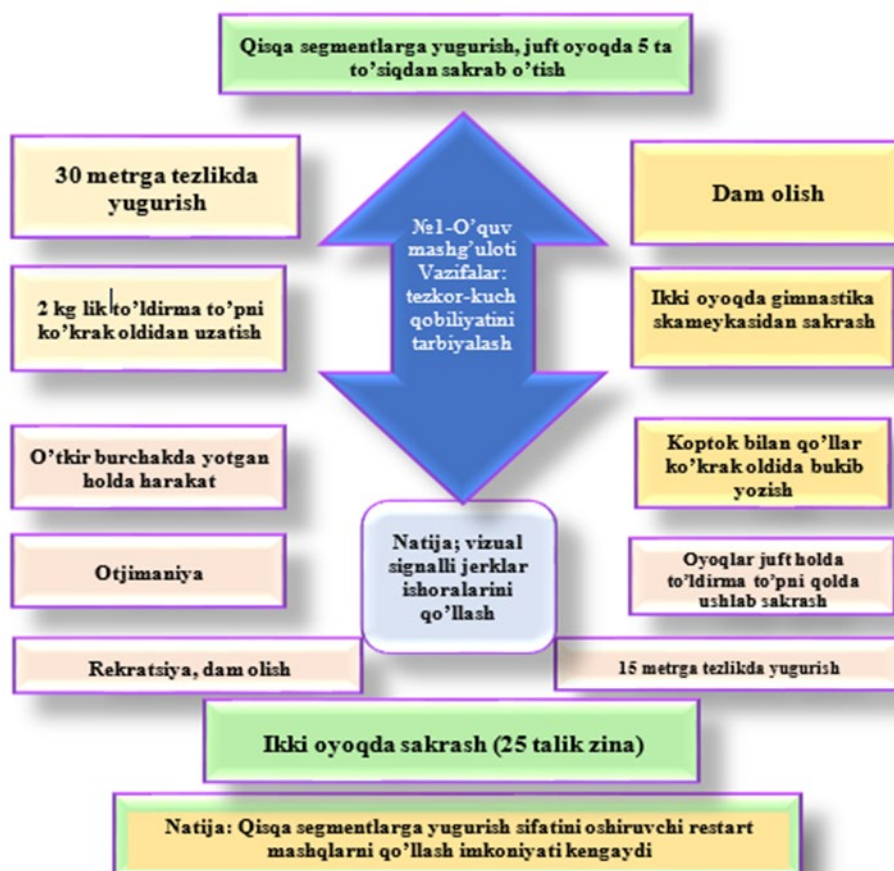 Qisqa segmentlarga yugurish, juft oyoqda 5 ta
to’siqdan sakrab o’tish
30 metrga tezlikda
yugurish
2 kg lik to’ldirma to’pni
ko’krak oldidan uzatish
O’tkir burchakda yotgan
holda harakat
Otjimaniya
Rekratsiya, dam olish
№1-O’quv
mashg’uloti
Vazifalar:
tezkor-kuch
qobiliyatini
tarbiyalash
Natija; vizual
signalli jerklar
ishoralarini
qo’llash
Dam olish
Ikki oyoqda gimnastika
skameykasidan sakrash
Koptok bilan qo’llar
ko’krak oldida bukib
yozish
Oyoqlar juft holda
to’ldirma to’pni qolda
ushlab sakrash
15 metrga tezlikda yugurish
Ikki oyoqda sakrash (25 talik zina)
Natija: Qisqa segmentlarga yugurish sifatini oshiruvchi restart
mashqlarni qo’llash imkoniyati kengaydi